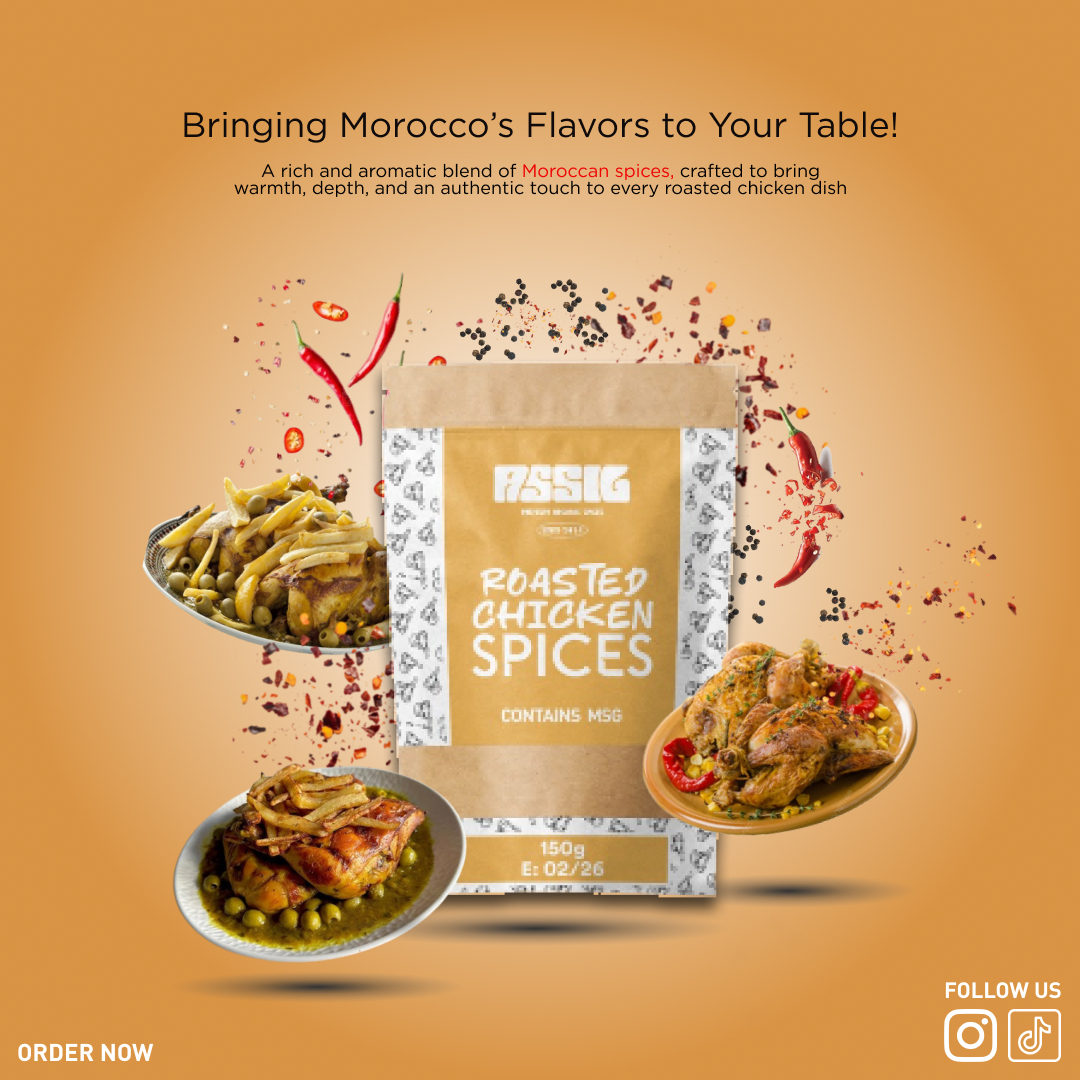 Bringing Morocco’s Flavors to Your Table!
A rich and aromatic blend of Moroccan spices, crafted to bring
warmth, depth, and an authentic touch to every roasted chicken dish
ASSIL
ROASTED
CHICKEN
SPICES
CONTAINS MSG
150g
E: 02/26
FOLLOW US
ORDER NOW